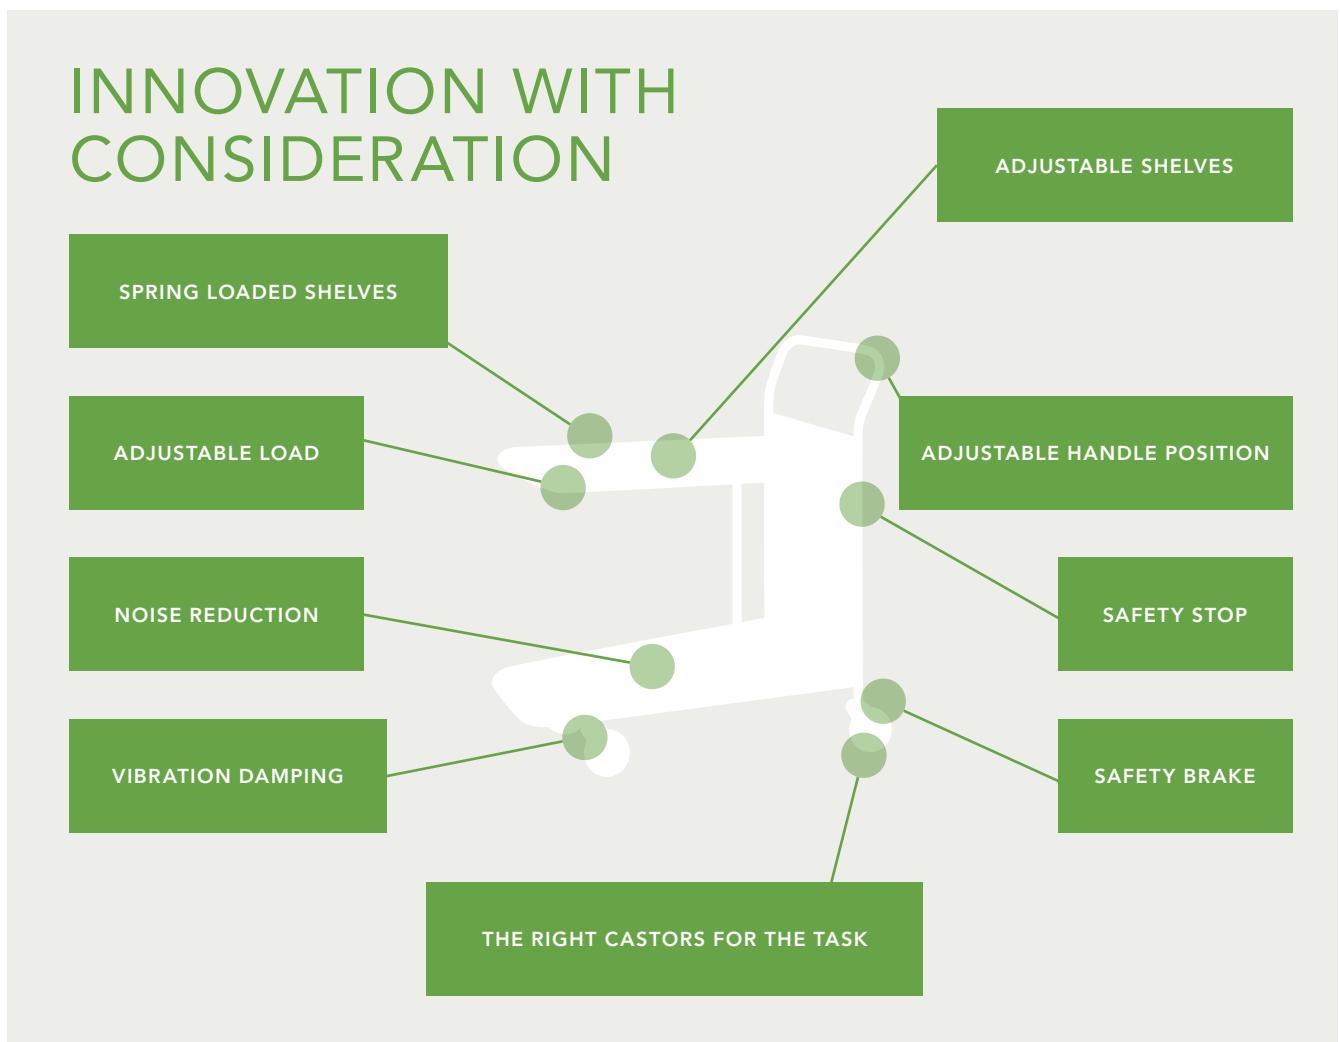 INNOVATION WITH
CONSIDERATION
ADJUSTABLE SHELVES
SPRING LOADED SHELVES
ADJUSTABLE LOAD
ADJUSTABLE HANDLE POSITION
NOISE REDUCTION
SAFETY STOP
VIBRATION DAMPING
SAFETY BRAKE
THE RIGHT CASTORS FOR THE TASK